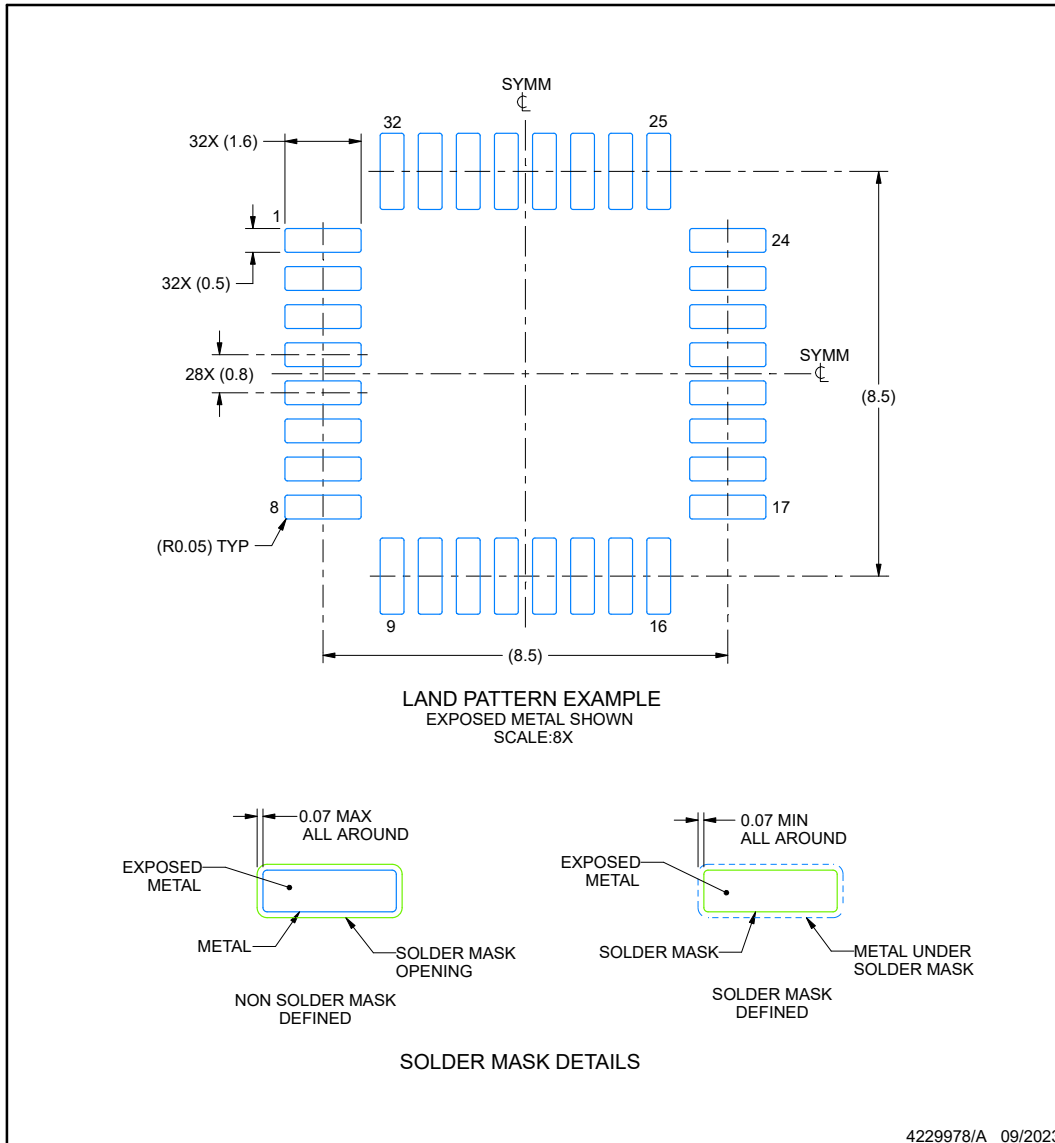 SYMM
℄
32
25
32X (1.6)
1
24
32X (0.5)
SYMM
℄
28X (0.8)
(8.5)
8
17
(R0.05) TYP
9
16
(8.5)
LAND PATTERN EXAMPLE
EXPOSED METAL SHOWN
SCALE:8X
0.07 MAX
ALL AROUND
EXPOSED
METAL
METAL
SOLDER MASK
OPENING
NON SOLDER MASK
DEFINED
0.07 MIN
ALL AROUND
EXPOSED
METAL
SOLDER MASK
METAL UNDER
SOLDER MASK
SOLDER MASK
DEFINED
SOLDER MASK DETAILS
4229978/A 09/2023